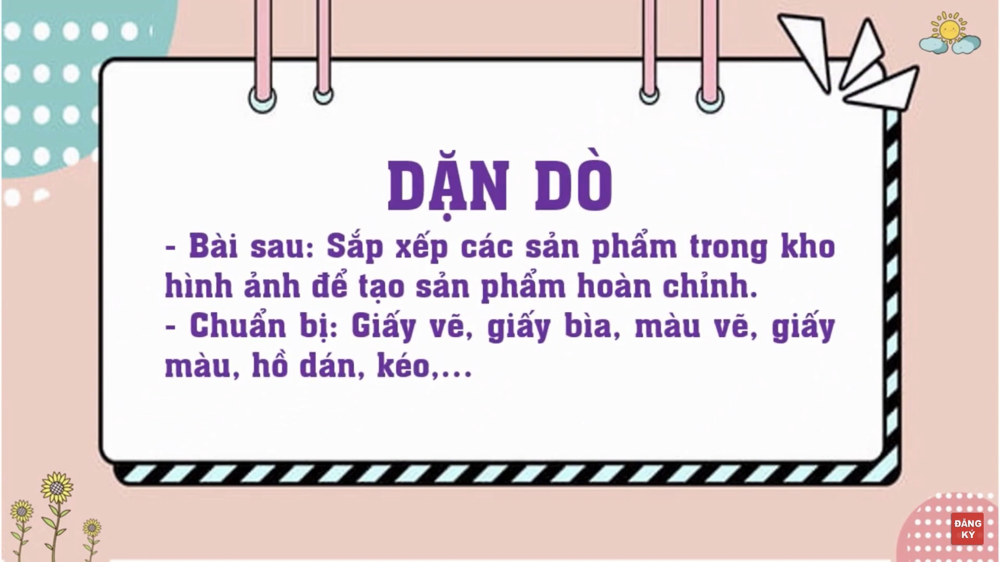 DẶN DÒ
- Bài sau: Sắp xếp các sản phẩm trong kho
hình ảnh để tạo sản phẩm hoàn chỉnh.
- Chuẩn bị: Giấy vẽ, giấy bìa, màu vẽ, giấy
màu, hồ dán, kéo,...
ĐĂNG
KÝ